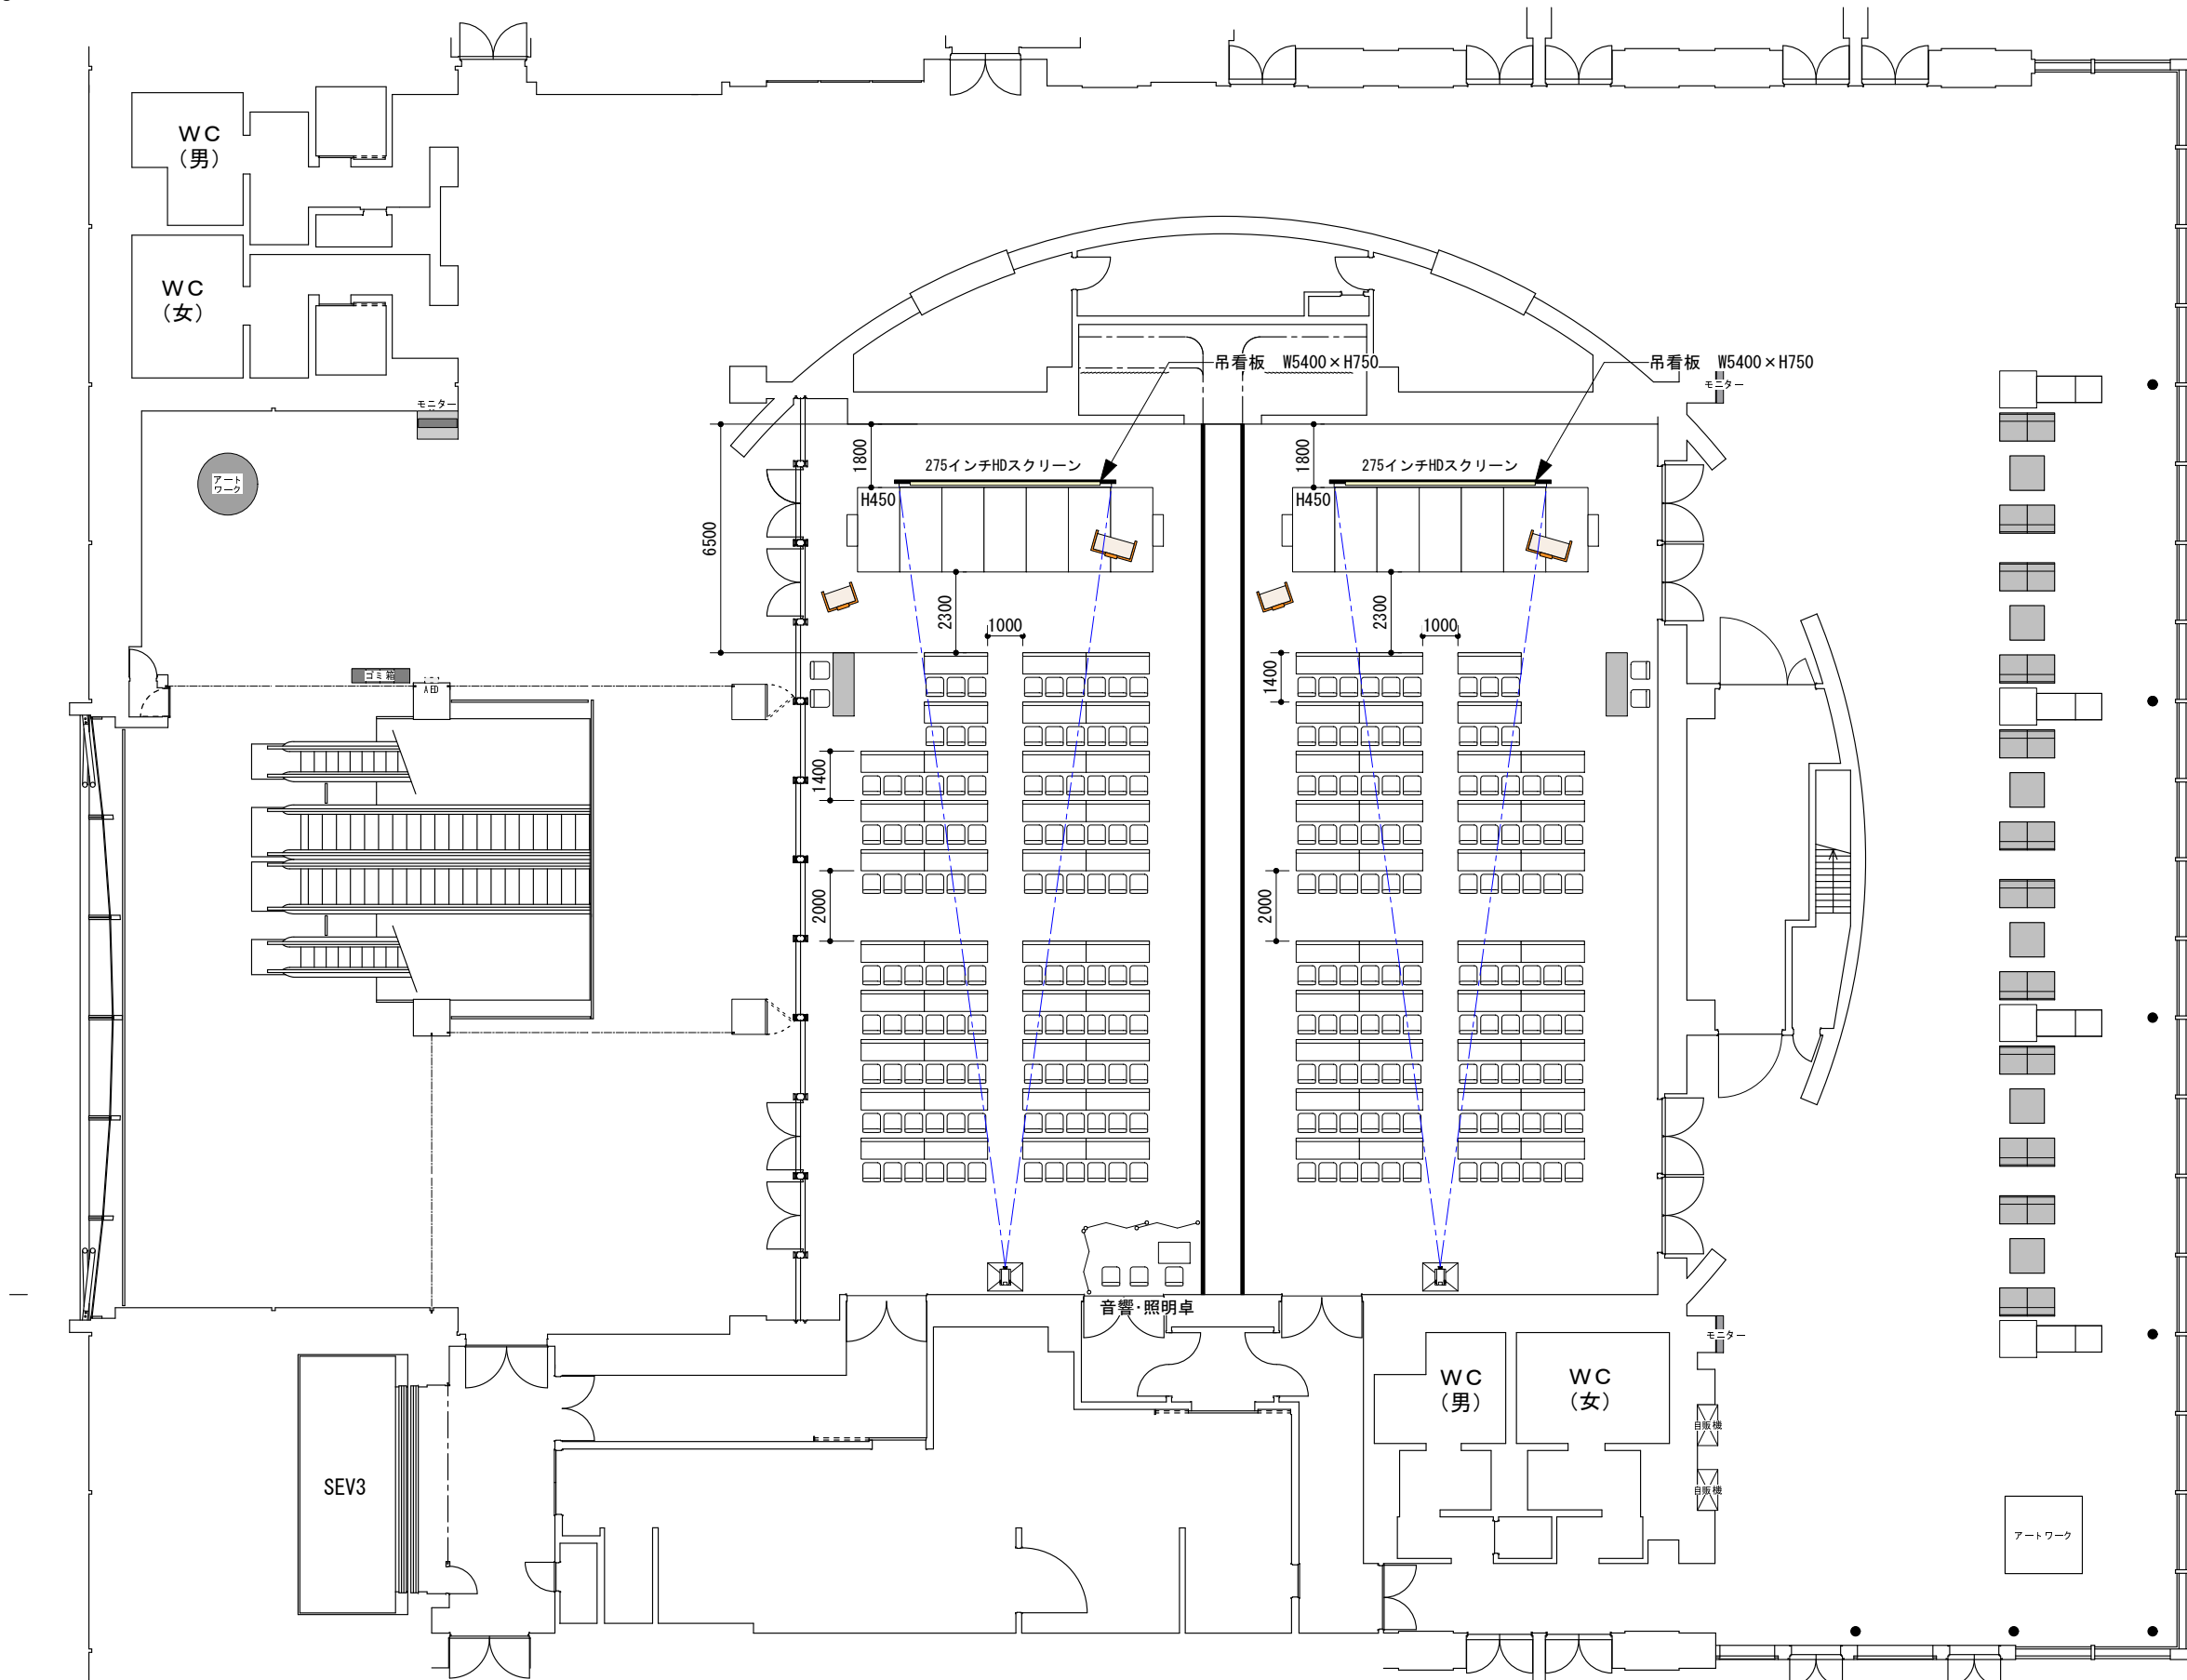 WC
（男）
WC
（女）
モニター
アート
ワーク
ゴミ箱
AED
吊看板　W5400×H750
吊看板　W5400×H750
モニター
1800
275インチHDスクリーン
H450
6500
2300
1000
1400
2000
1800
275インチHDスクリーン
H450
2300
1000
1400
2000
音響・照明卓
モニター
WC
（男）
WC
（女）
自販機
自販機
SEV3
アートワーク